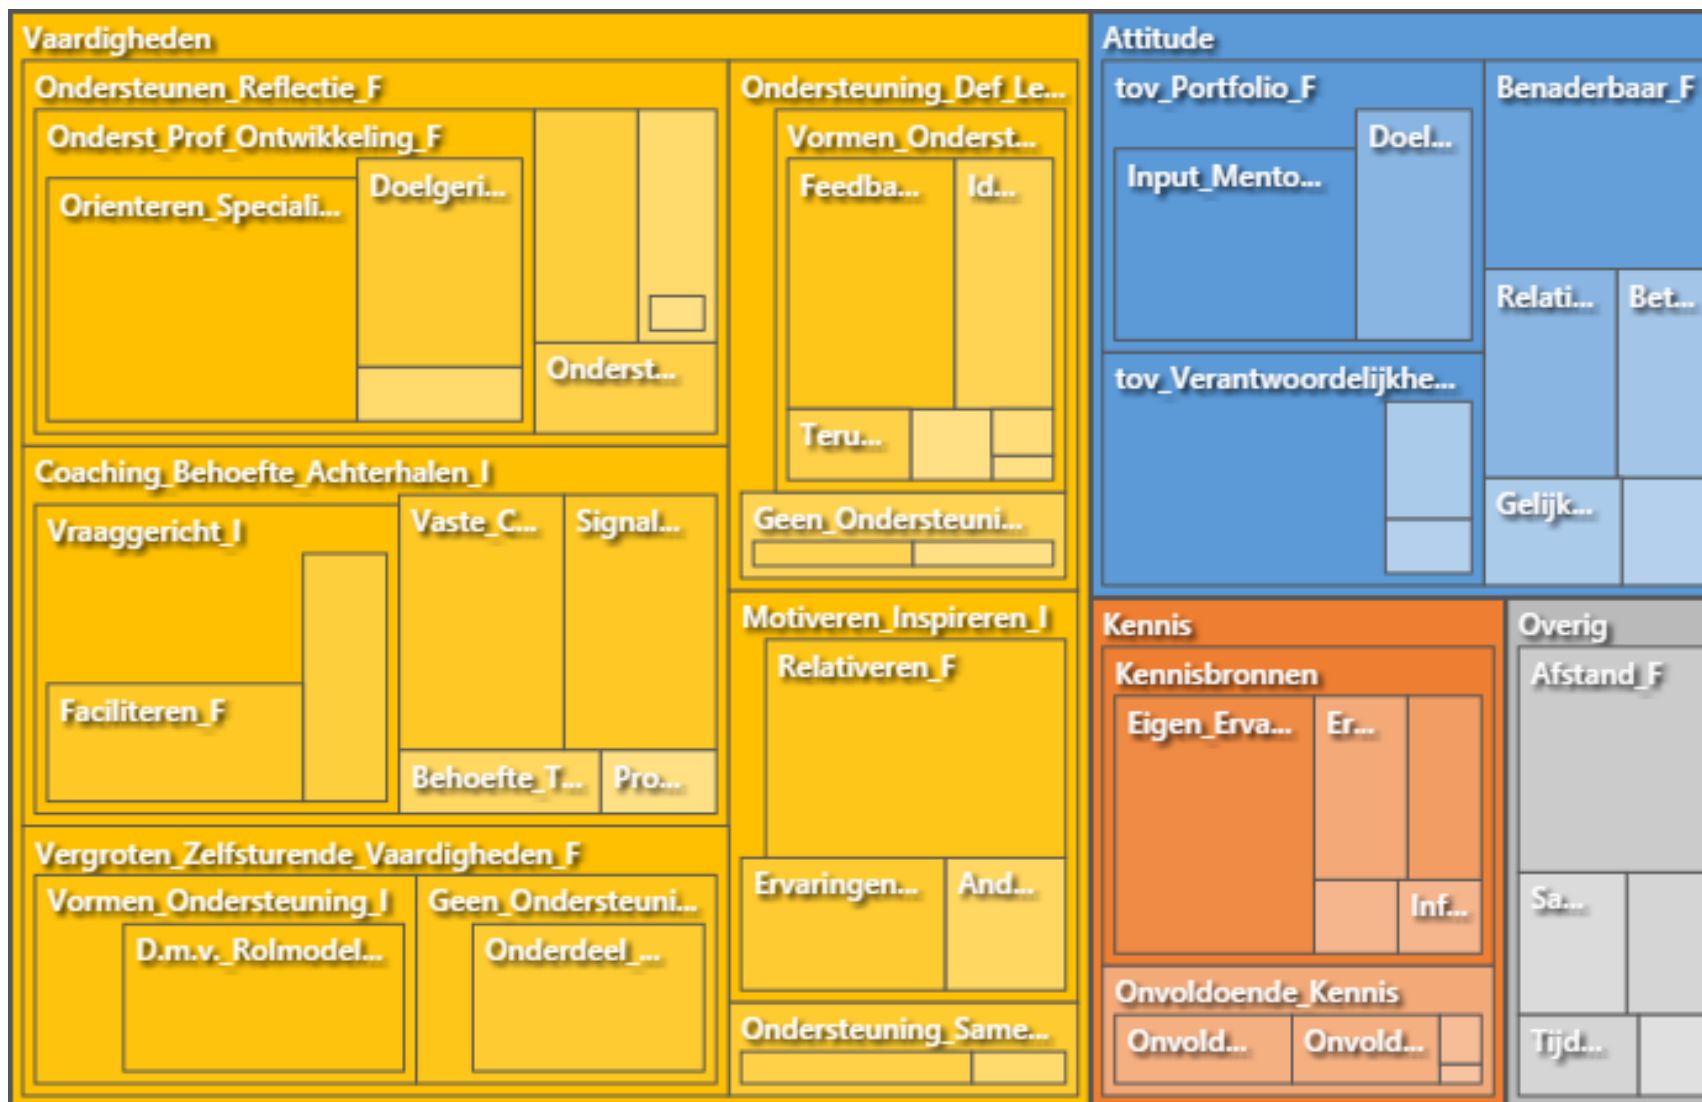 Vaardigheden
Ondersteunen_Reflectie_F
Onderst_Prof_Ontwikkeling_F
Orienteren_Speciali...
Doelgeri...
Onderst...
Coaching_Behoefte_Achterhalen_I
Vraaggericht_I
Faciliteren_F
Vaste_C...
Signal...
Behoefte_T...
Pro...
Vergroten_Zelfsturende_Vaardigheden_F
Vormen_Ondersteuning_I
D.m.v._Rolmodel...
Geen_Ondersteuni...
Onderdeel_...
Ondersteuning_Def_Le...
Vormen_Onderst...
Feedba...
Id...
Teru...
Geen_Ondersteuni...
Motiveren_Inspireren_I
Relativeren_F
Ervaringen...
And...
Ondersteuning_Same...
Attitude
tov_Portfolio_F
Input_Mento...
Doel...
tov_Verantwoordelijkhe...
Benaderbaar_F
Relati...
Bet...
Gelijk...
Kennis
Kennisbronnen
Eigen_Erva...
Er...
Inf...
Onvoldoende_Kennis
Onvold...
Onvold...
Overig
Afstand_F
Sa...
Tijd...